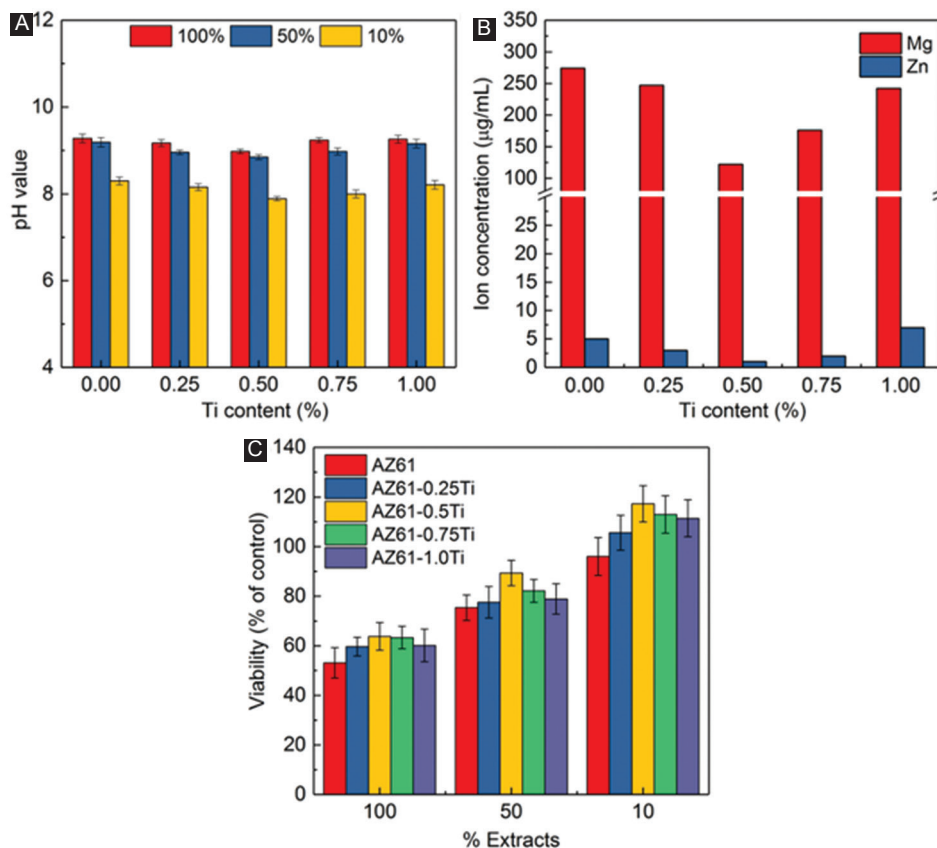 A
12
10
8
6
4
pH value
100% 50% 10%
0.00 0.25 0.50 0.75 1.00
Ti content (%)
B
350
300
250
200
150
100
25
20
15
10
5
0
Ion concentration (µg/mL)
Mg
Zn
0.00 0.25 0.50 0.75 1.00
Ti content (%)
C
140
120
100
80
60
40
20
0
Viability (% of control)
AZ61
AZ61-0.25Ti
AZ61-0.5Ti
AZ61-0.75Ti
AZ61-1.0Ti
100 50 10
% Extracts